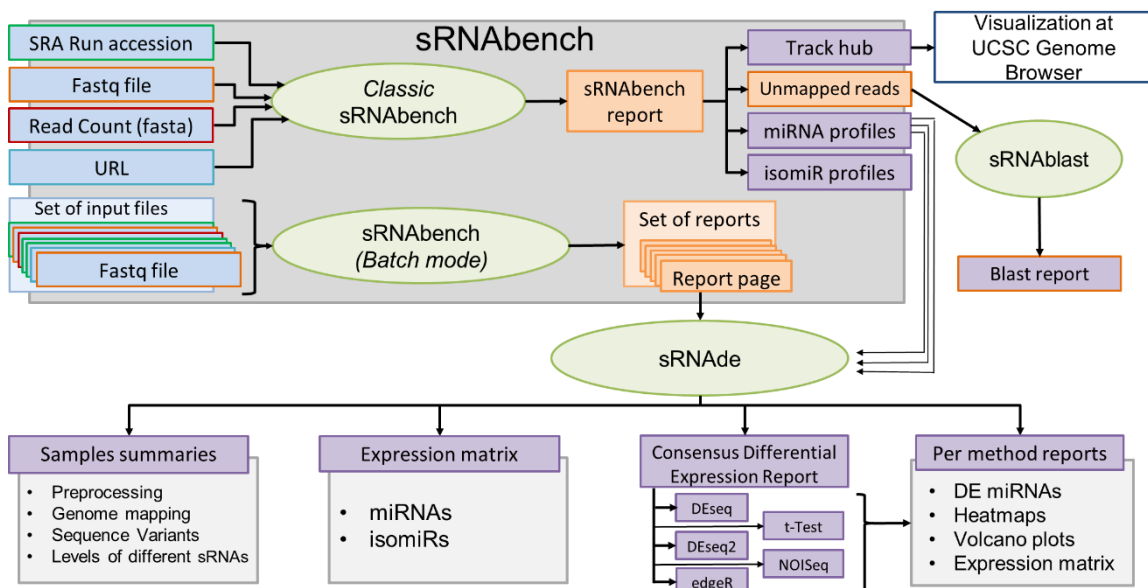 sRNAbench
SRA Run accession
Fastq file
Read Count (fasta)
URL
Classic
sRNAbench
sRNAbench
report
Track hub
Unmapped reads
miRNA profiles
isomiR profiles
Visualization at
UCSC Genome
Browser
sRNAblast
Blast report
Set of input files
Fastq file
sRNAbench
(Batch mode)
Set of reports
Report page
sRNAde
Samples summaries
• Preprocessing
• Genome mapping
• Sequence Variants
• Levels of different sRNAs
Expression matrix
• miRNAs
• isomiRs
Consensus Differential
Expression Report
DEseq
t-Test
DEseq2
NOISeq
edgeR
Per method reports
• DE miRNAs
• Heatmaps
• Volcano plots
• Expression matrix